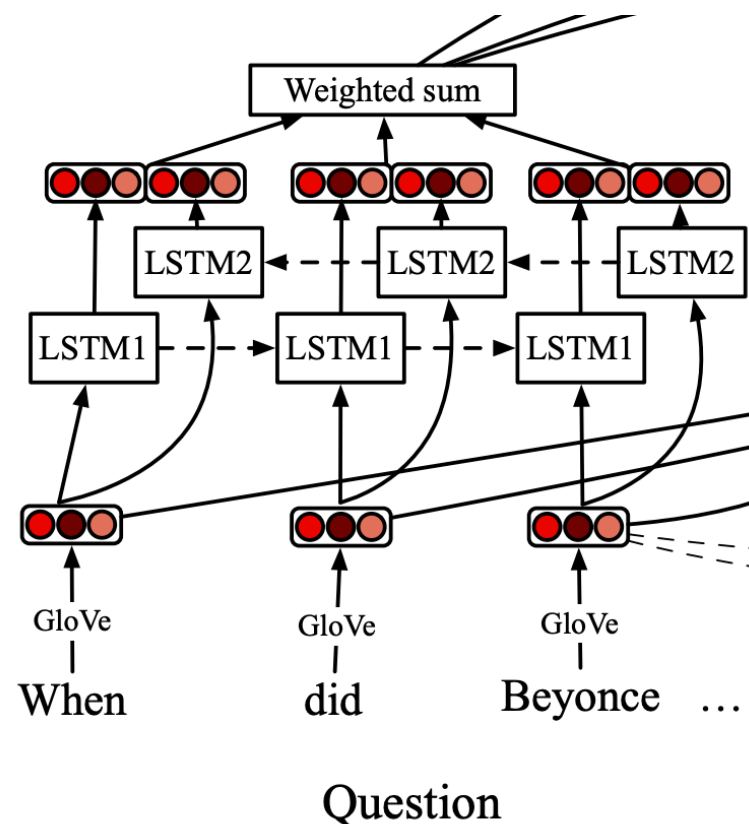 Weighted sum
LSTM2 LSTM2 LSTM2
LSTM1 LSTM1 LSTM1
GloVe GloVe GloVe
When did Beyonce ...
Question